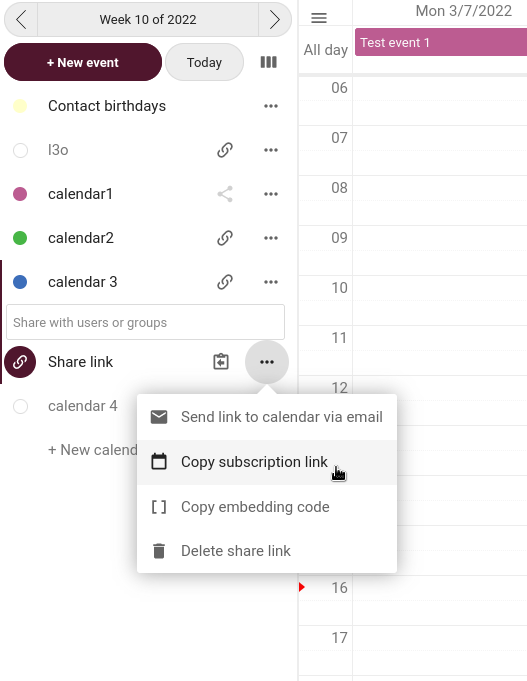 Week 10 of 2022
+ New event
Today
Contact birthdays
l3o
calendar1
calendar2
calendar 3
Share with users or groups
Share link
calendar 4
+ New calend
Send link to calendar via email
Copy subscription link
Copy embedding code
Delete share link
Mon 3/7/2022
All day
Test event 1
06
07
08
09
10
11
12
16
17